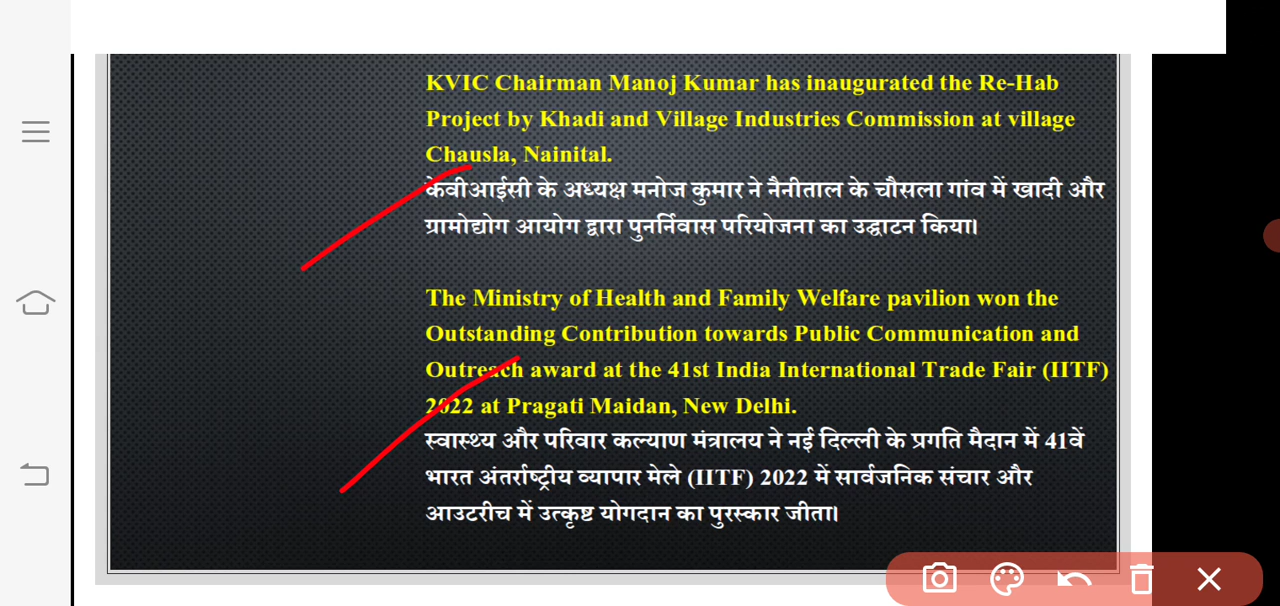 KVIC Chairman Manoj Kumar has inaugurated the Re-Hab
Project by Khadi and Village Industries Commission at village
Chausla, Nainital.
केवीआईसी के अध्यक्ष मनोज कुमार ने नैनीताल के चौसला गांव में खादी और
ग्रामोद्योग आयोग द्वारा पुनर्निवास परियोजना का उद्घाटन किया।
The Ministry of Health and Family Welfare pavilion won the
Outstanding Contribution towards Public Communication and
Outreach award at the 41st India International Trade Fair (IITF)
2022 at Pragati Maidan, New Delhi.
स्वास्थ्य और परिवार कल्याण मंत्रालय ने नई दिल्ली के प्रगति मैदान में 41वें
भारत अंतर्राष्ट्रीय व्यापार मेले (IITF) 2022 में सार्वजनिक संचार और
आउटरीच में उत्कृष्ट योगदान का पुरस्कार जीता।